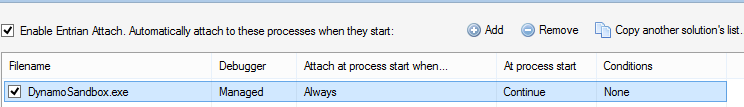 Enable Entrian Attach. Automatically attach to these processes when they start:
Add
Remove
Copy another solution's list.
Filename Debugger Attach at process start when... At process start Conditions
DynamoSandbox.exe Managed Always Continue None